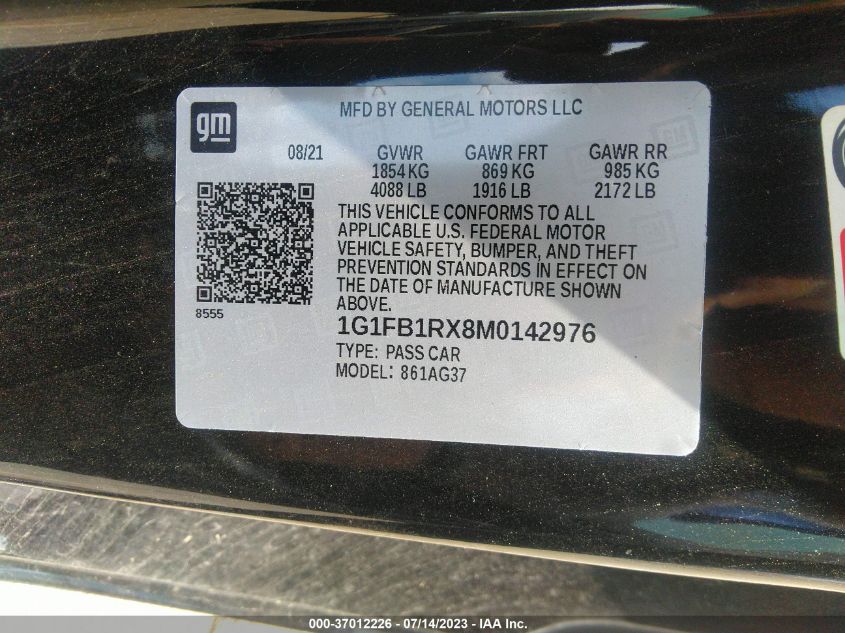 gm
MFD BY GENERAL MOTORS LLC
08/21 GVWR GAWR FRT GAWR RR
1854 KG 869 KG 985 KG
4088 LB 1916 LB 2172 LB
THIS VEHICLE CONFORMS TO ALL
APPLICABLE U.S. FEDERAL MOTOR
VEHICLE SAFETY, BUMPER, AND THEFT
PREVENTION STANDARDS IN EFFECT ON
THE DATE OF MANUFACTURE SHOWN
ABOVE.
8555
1G1FB1RX8M0142976
TYPE: PASS CAR
MODEL: 861AG37
000-37012226 - 07/14/2023 - IAA Inc.